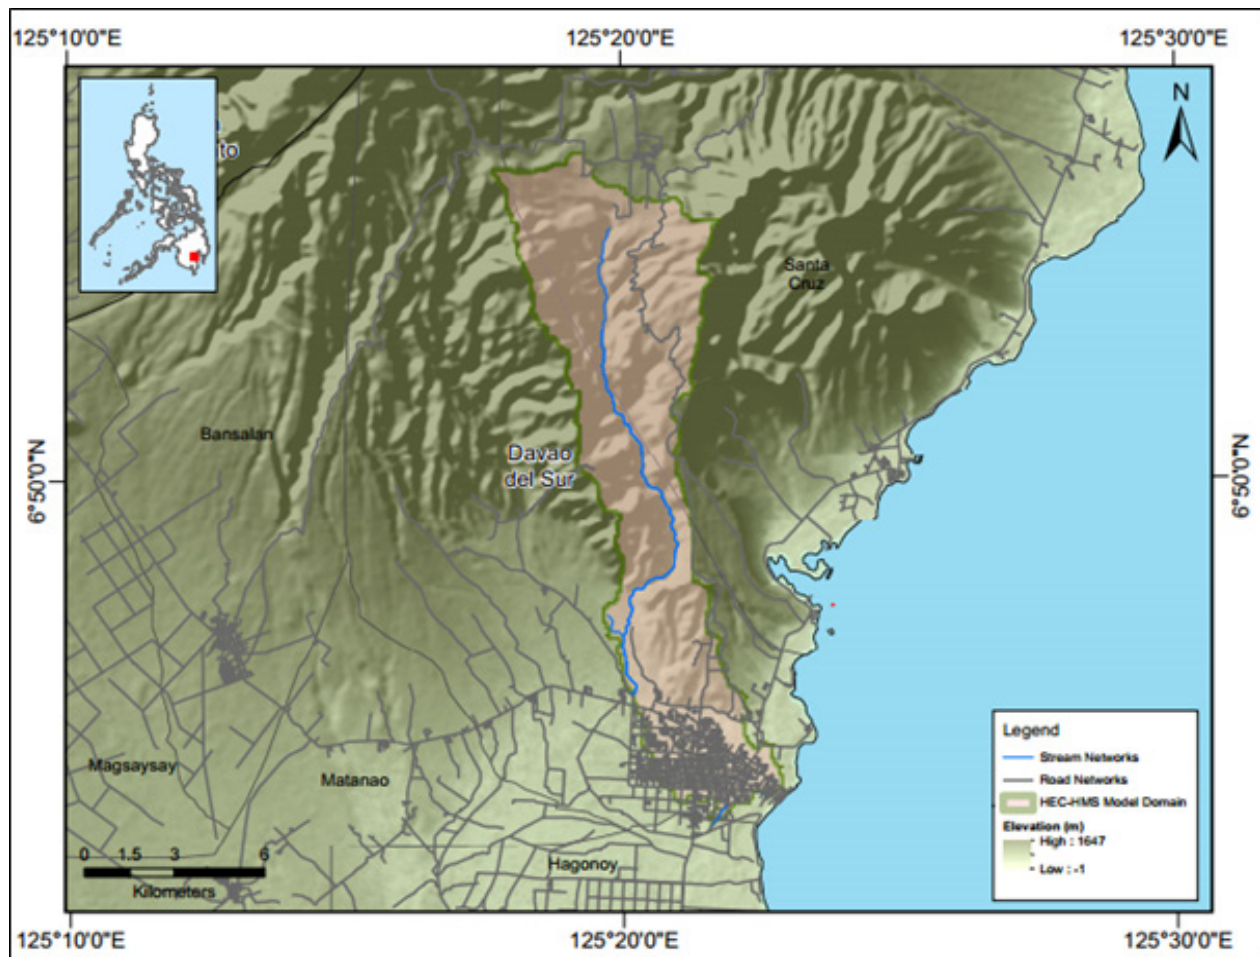 125°10'0"E 125°20'0"E 125°30'0"E
N
to
Santa
Cruz
Bansalan
Davao
del Sur
6°50'0"N 6°50'0"N
Magsaysay
Matanao
Hagonoy
0 1.5 3 6
Kilometers
Legend
Stream Networks
Road Networks
HEC-HMS Model Domain
Elevation (m)
High : 1647
Low : -1
125°10'0"E 125°20'0"E 125°30'0"E